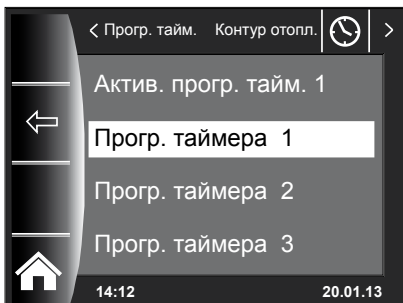 < Прогр. тайм. Контур отопл. >
Актив. прогр. тайм. 1
Прогр. таймера 1
Прогр. таймера 2
Прогр. таймера 3
14:12 20.01.13